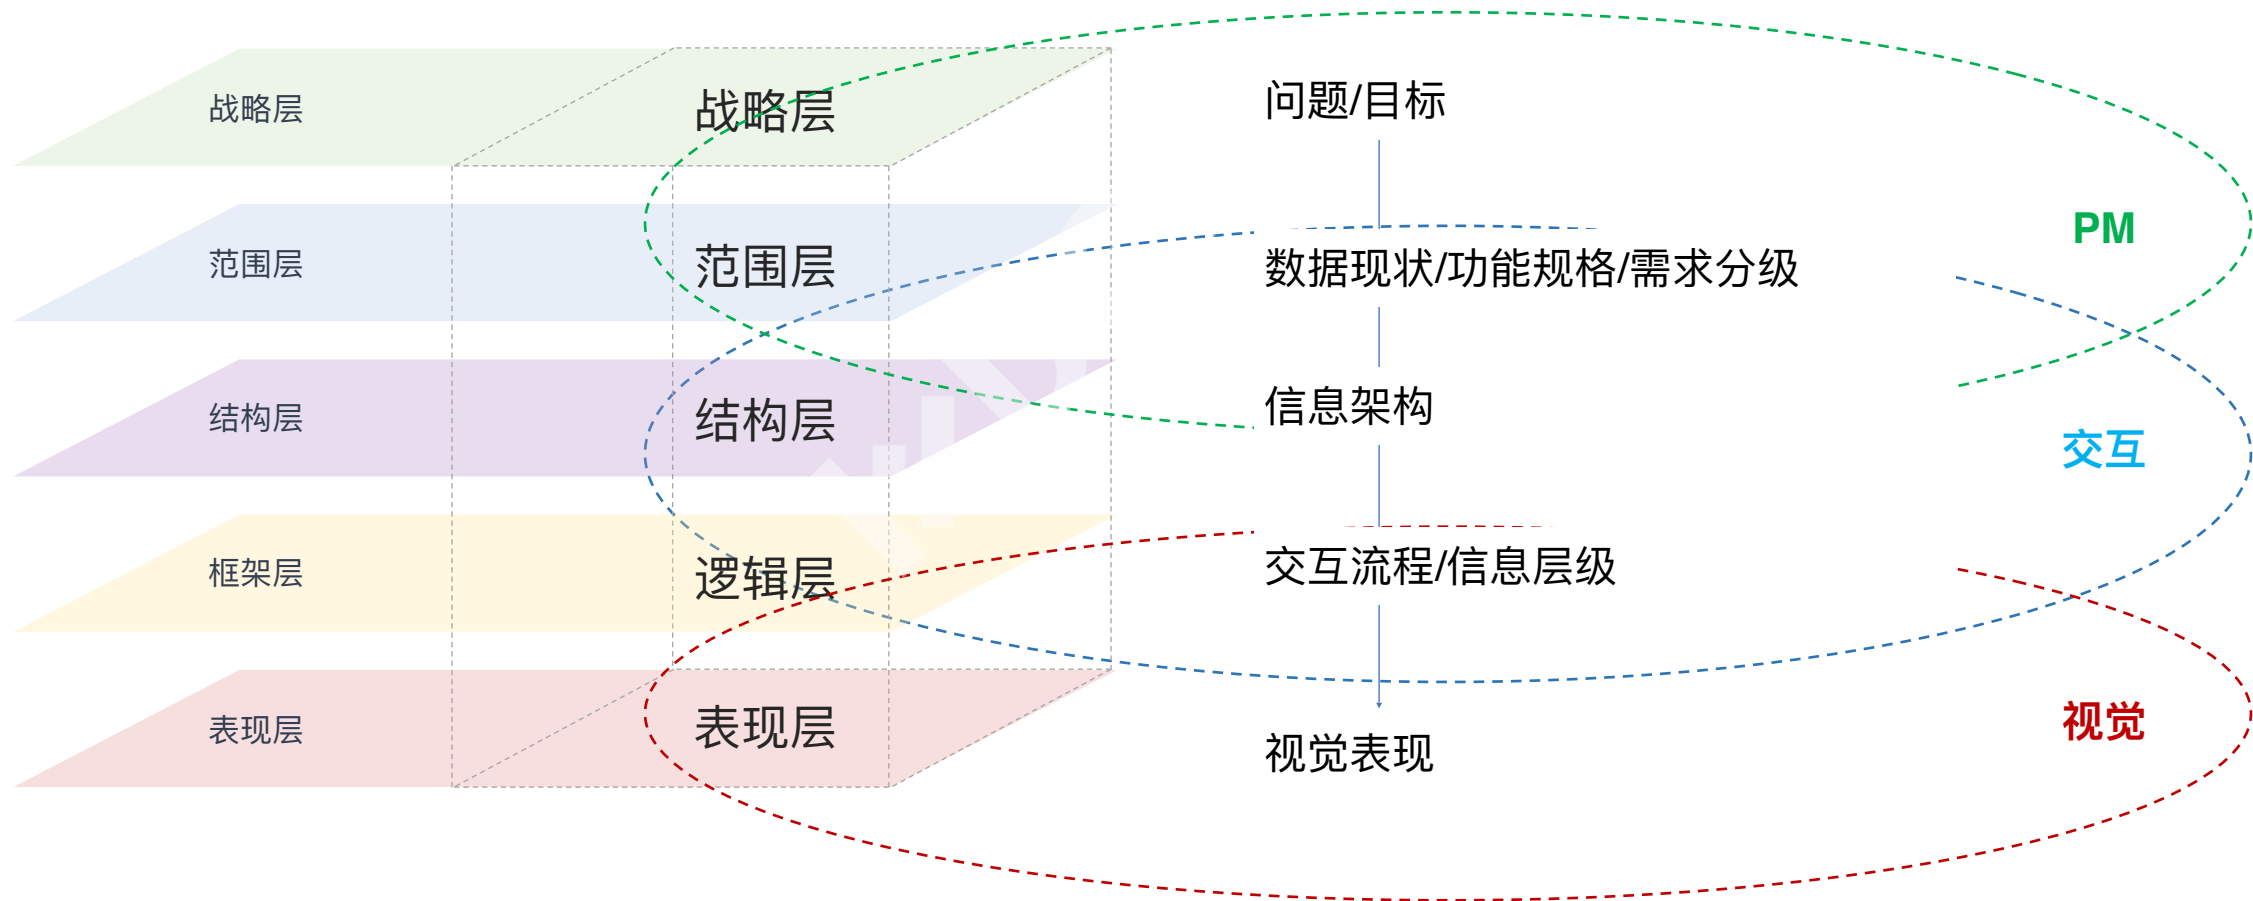 战略层 战略层 问题/目标
PM
范围层 范围层 数据现状/功能规格/需求分级
结构层 结构层 信息架构
交互
框架层 逻辑层 交互流程/信息层级
表现层 表现层 视觉表现
视觉